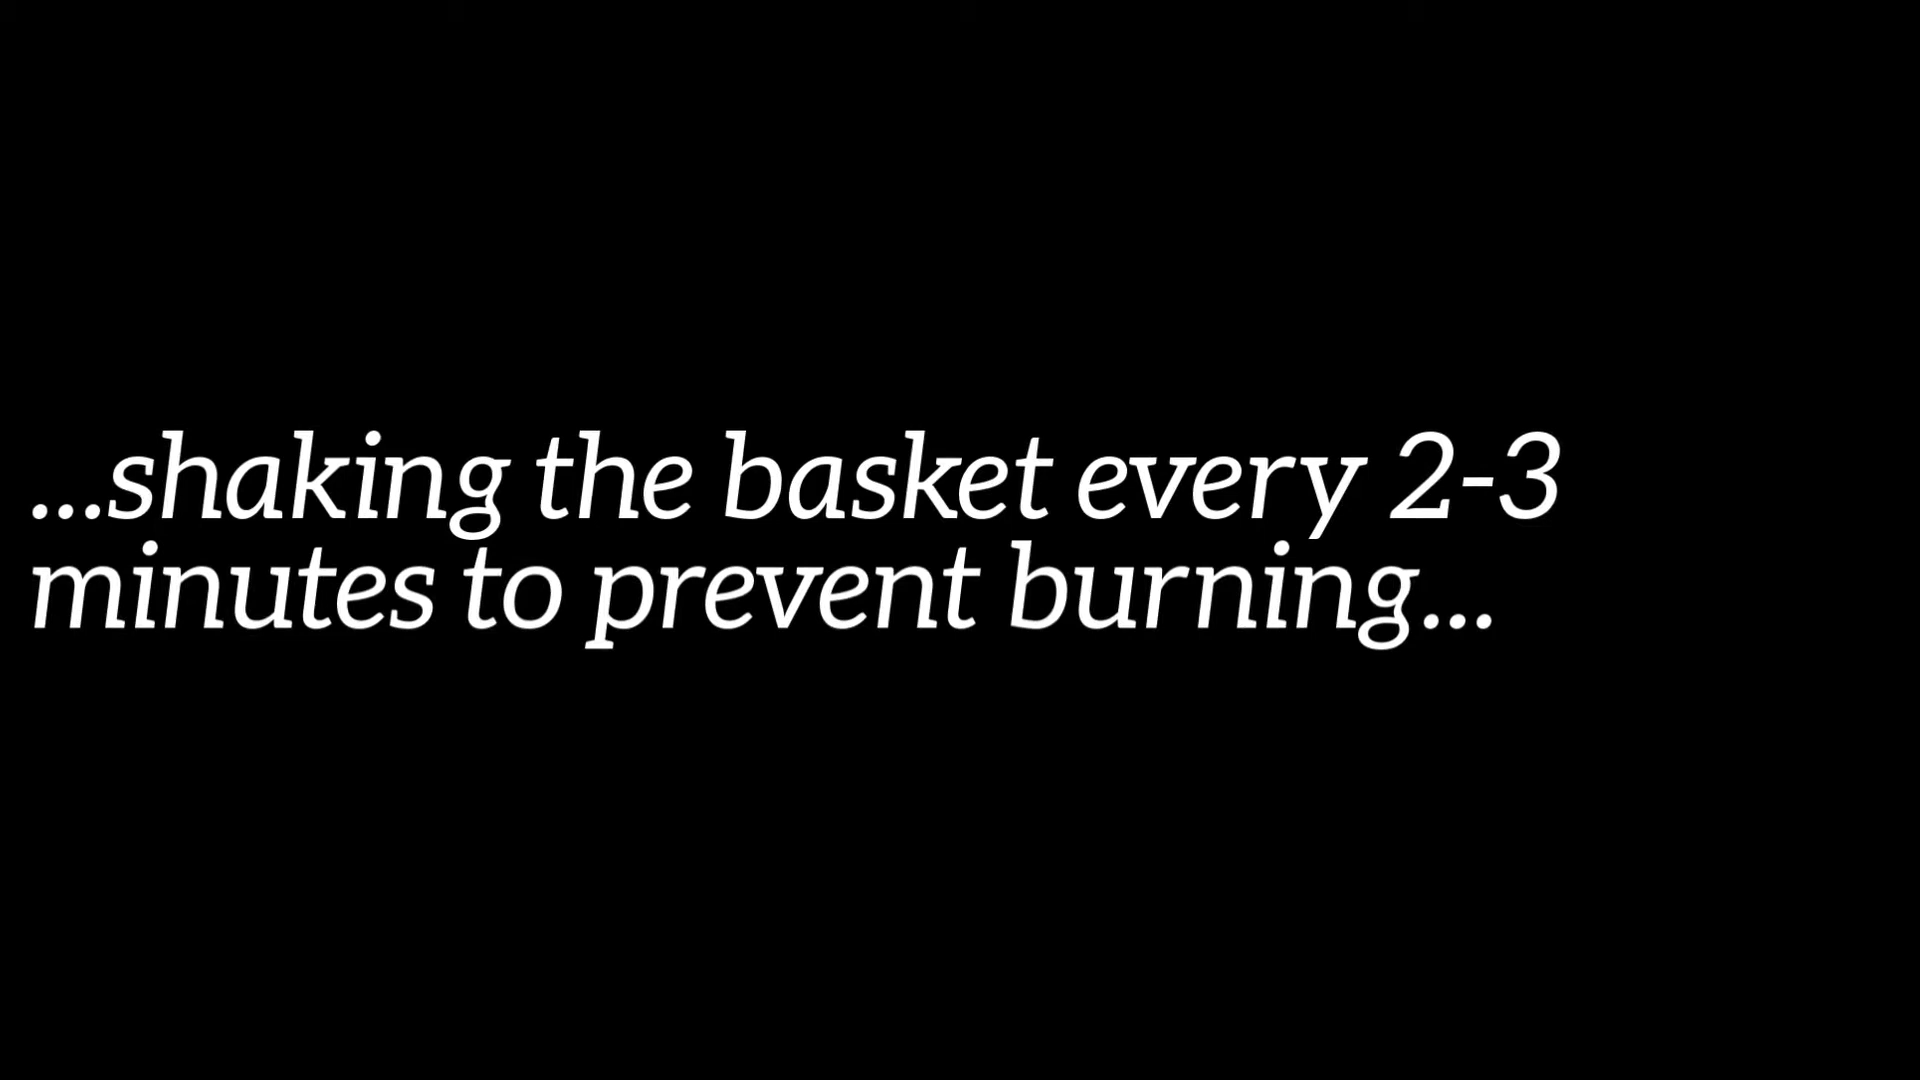 ...shaking the basket every 2-3
minutes to prevent burning...